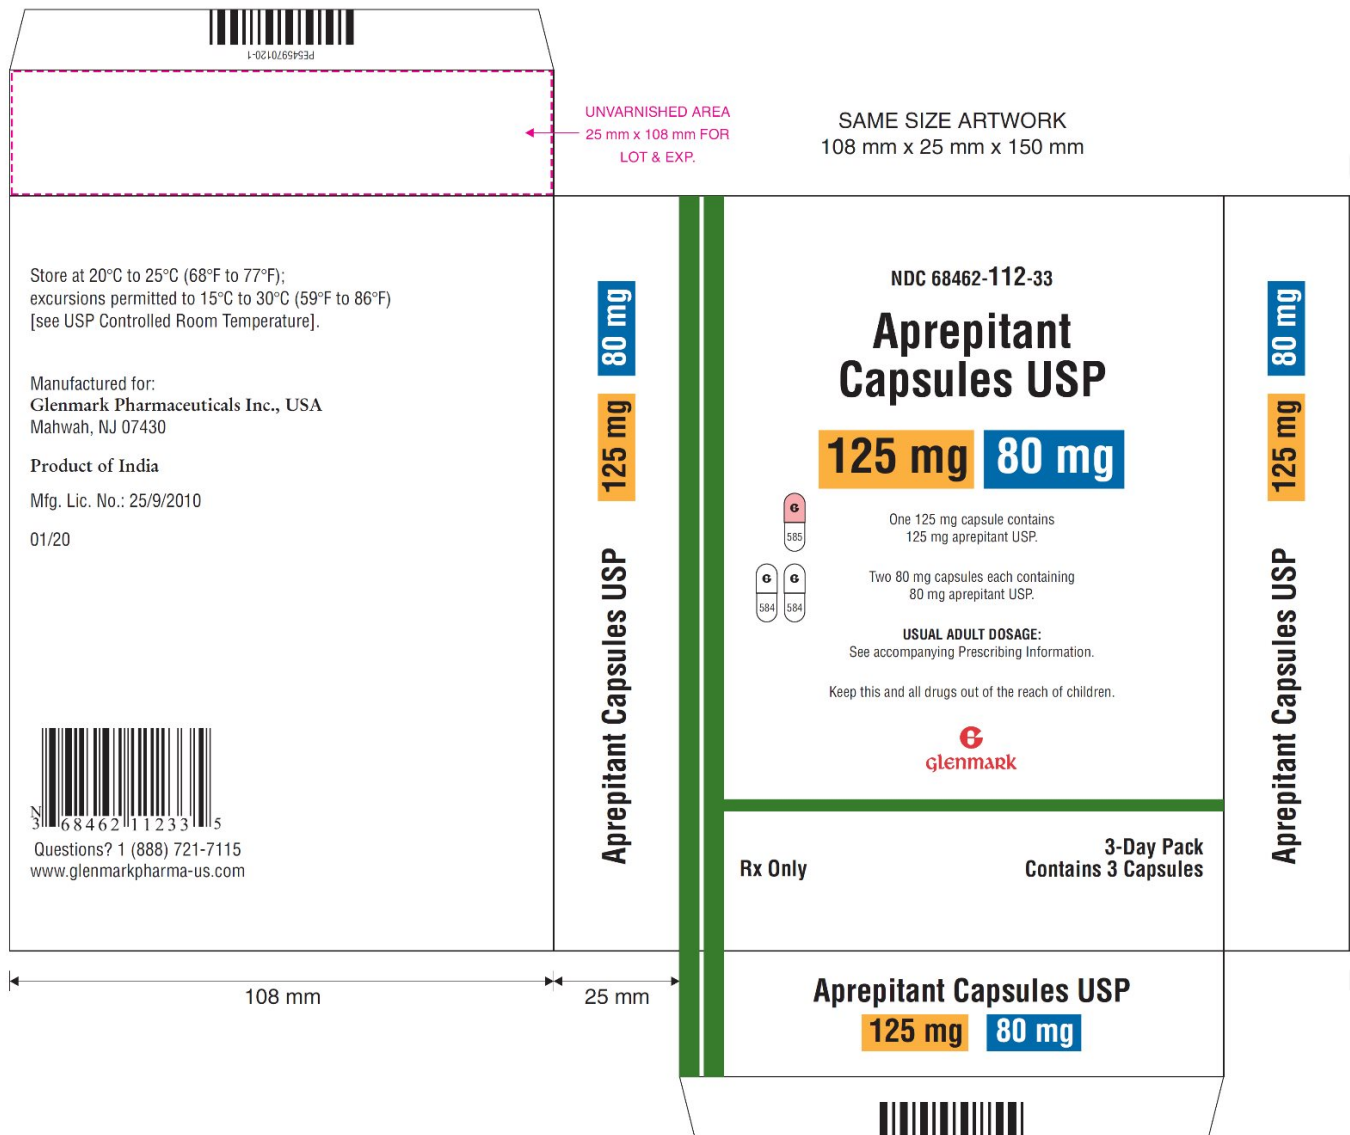 PE545970120-1
UNVARNISHED AREA
25 mm x 108 mm FOR
LOT & EXP.
SAME SIZE ARTWORK
108 mm x 25 mm x 150 mm
Store at 20°C to 25°C (68°F to 77°F);
excursions permitted to 15°C to 30°C (59°F to 86°F)
[see USP Controlled Room Temperature].
Manufactured for:
Glenmark Pharmaceuticals Inc., USA
Mahwah, NJ 07430
Product of India
Mfg. Lic. No.: 25/9/2010
01/20
N
3 68462 11233 5
Questions? 1 (888) 721-7115
www.glenmarkpharma-us.com
Aprepitant Capsules USP 125 mg 80 mg
NDC 68462-112-33
Aprepitant
Capsules USP
125 mg 80 mg
G
585
One 125 mg capsule contains
125 mg aprepitant USP.
G G
584 584
Two 80 mg capsules each containing
80 mg aprepitant USP.
USUAL ADULT DOSAGE:
See accompanying Prescribing Information.
Keep this and all drugs out of the reach of children.
G
glenmark
Rx Only
3-Day Pack
Contains 3 Capsules
Aprepitant Capsules USP 125 mg 80 mg
108 mm
25 mm
Aprepitant Capsules USP
125 mg 80 mg